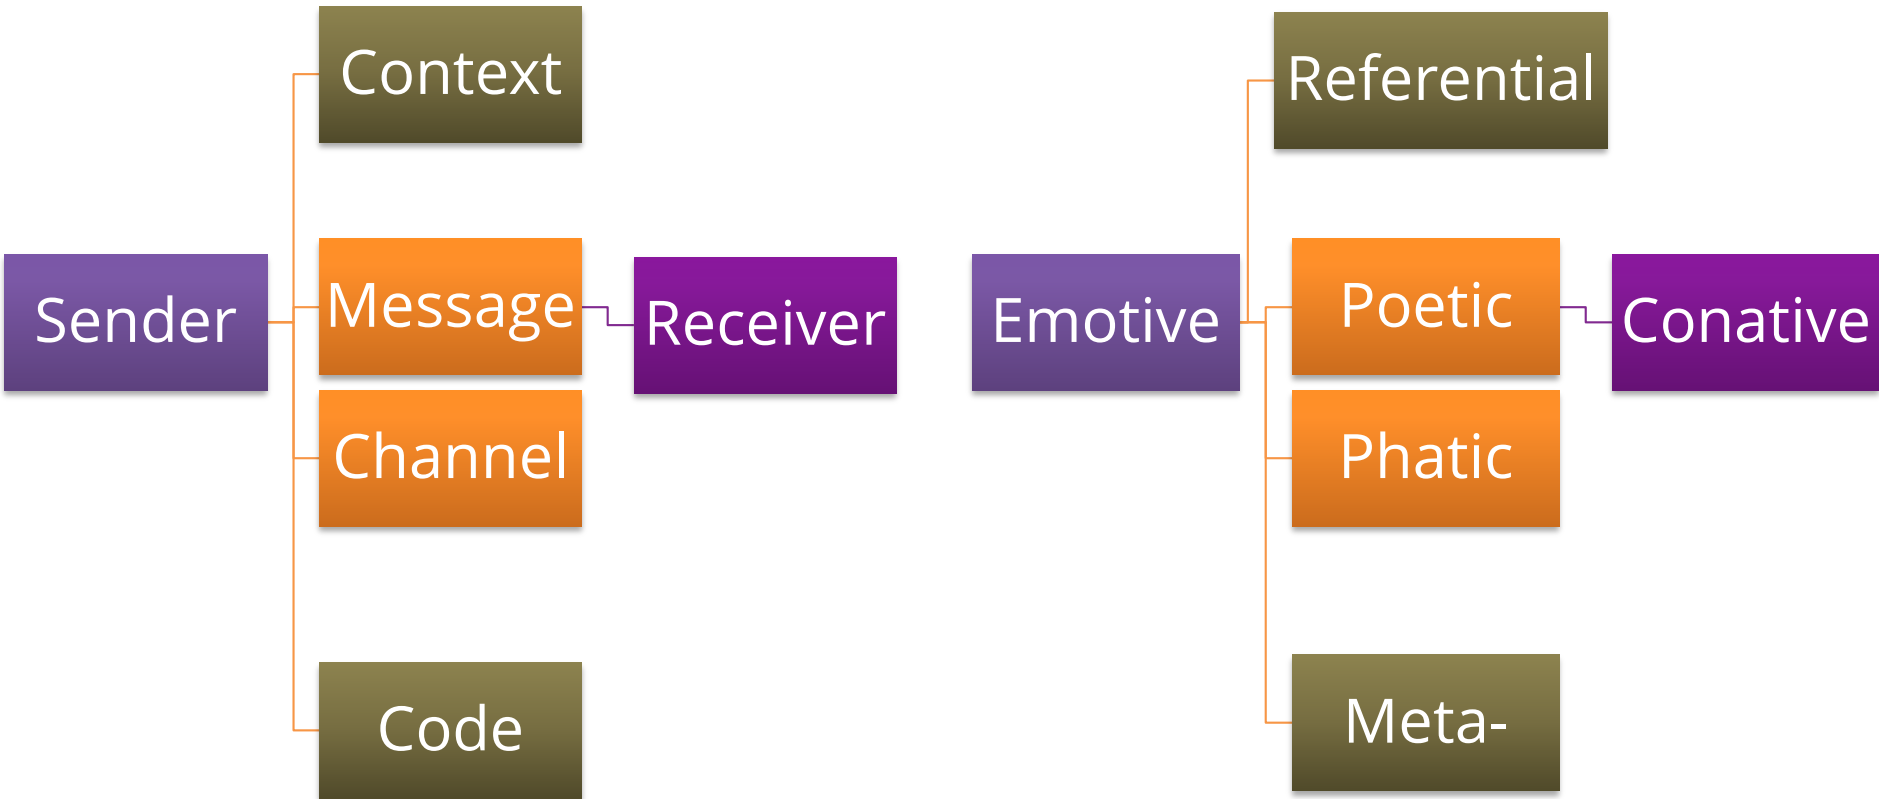 Context
Sender
Message
Receiver
Channel
Code
Referential
Emotive
Poetic
Conative
Phatic
Meta-